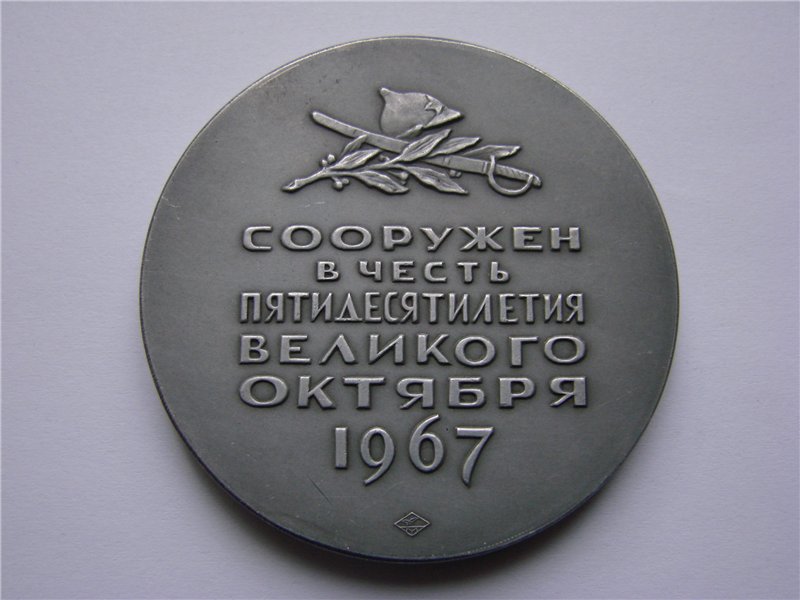 СООРУЖЕН
В ЧЕСТЬ
ПЯТИДЕСЯТИЛЕТИЯ
ВЕЛИКОГО
ОКТЯБРЯ
1967